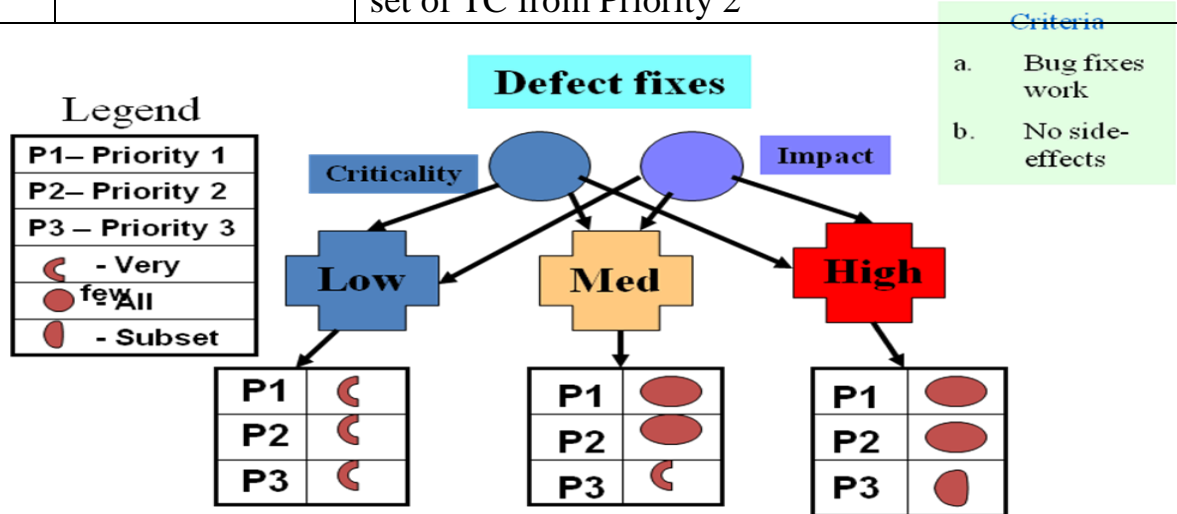 set of TC from Priority 2
Criteria
a. Bug fixes
work
b. No side-
effects
Defect fixes
Legend
P1– Priority 1
P2– Priority 2
P3 – Priority 3
- Very
few
- All
- Subset
Criticality
Impact
Low
Med
High
P1
P2
P3
P1
P2
P3
P1
P2
P3